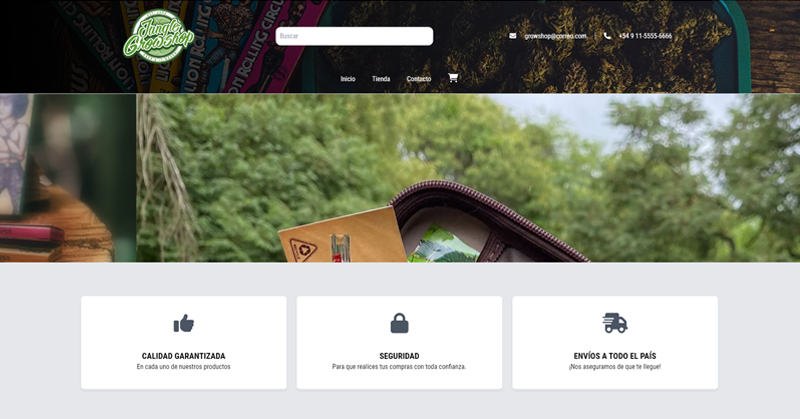 Jungle
Grow Shop
Buscar
growshop@correo.com
+54 9 11-5555-6666
Inicio
Tienda
Contacto
CALIDAD GARANTIZADA
En cada uno de nuestros productos
SEGURIDAD
Para que realices tus compras con toda confianza.
ENVÍOS A TODO EL PAÍS
¡Nos aseguramos de que te llegue!